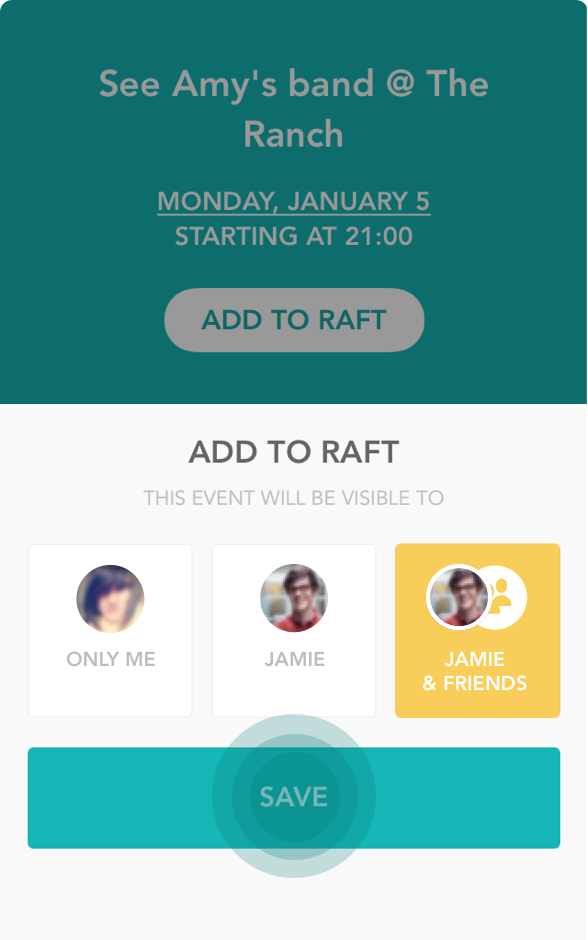 See Amy's band @ The
Ranch
MONDAY, JANUARY 5
STARTING AT 21:00
ADD TO RAFT
ADD TO RAFT
THIS EVENT WILL BE VISIBLE TO
ONLY ME
JAMIE
JAMIE
& FRIENDS
SAVE